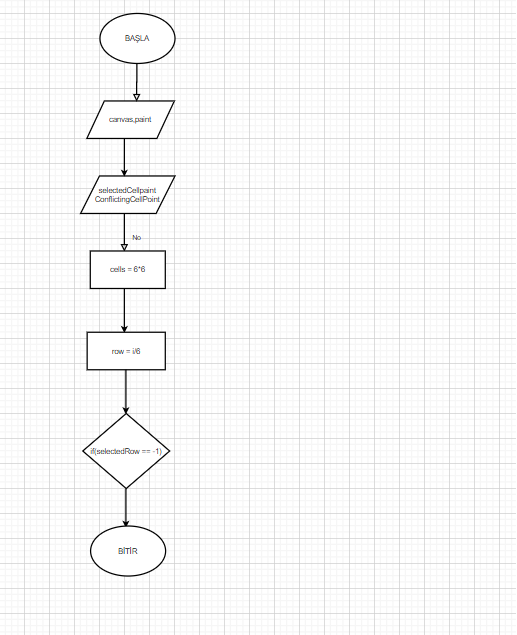 BAŞLA
canvas,paint
selectedCellpaint
ConflictingCellPoint
No
cells = 6*6
row = i/6
if(selectedRow == -1)
BİTİR